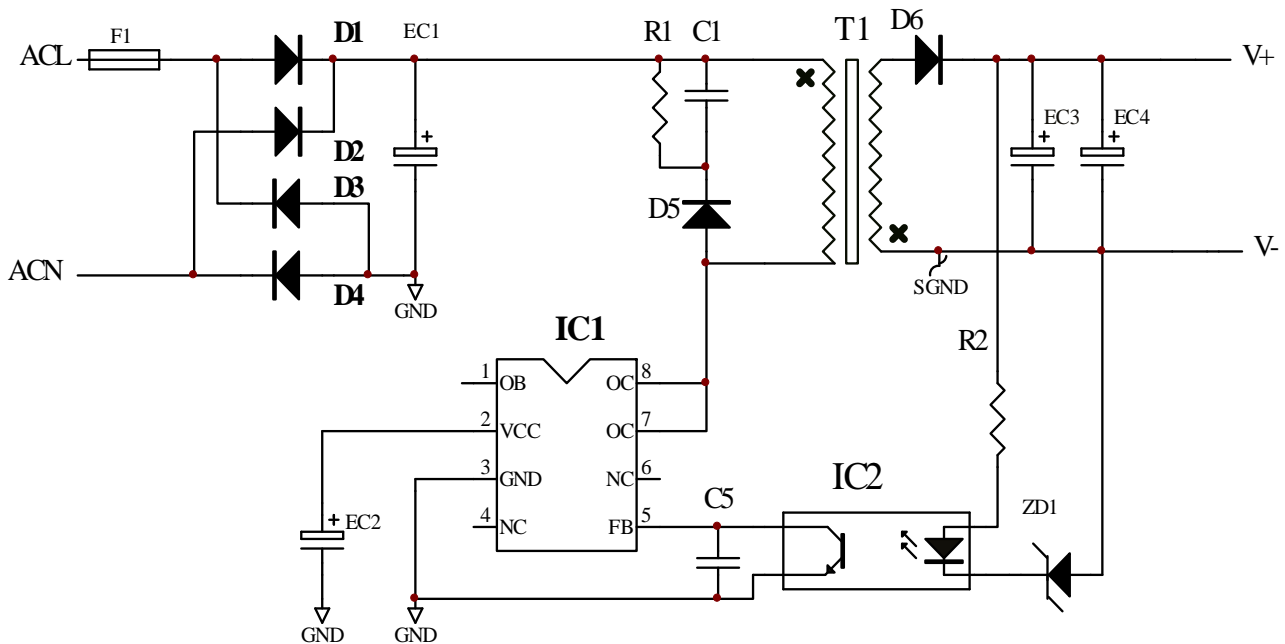 F1
D1
EC1
R1
C1
T1
D6
ACL
V+
D2
+
EC3
+
EC4
+
D3
D5
ACN
D4
GND
SGND
V-
IC1
R2
1
OB
OC
8
2
VCC
OC
7
3
GND
NC
6
IC2
4
NC
FB
5
C5
ZD1
+
EC2
GND
GND